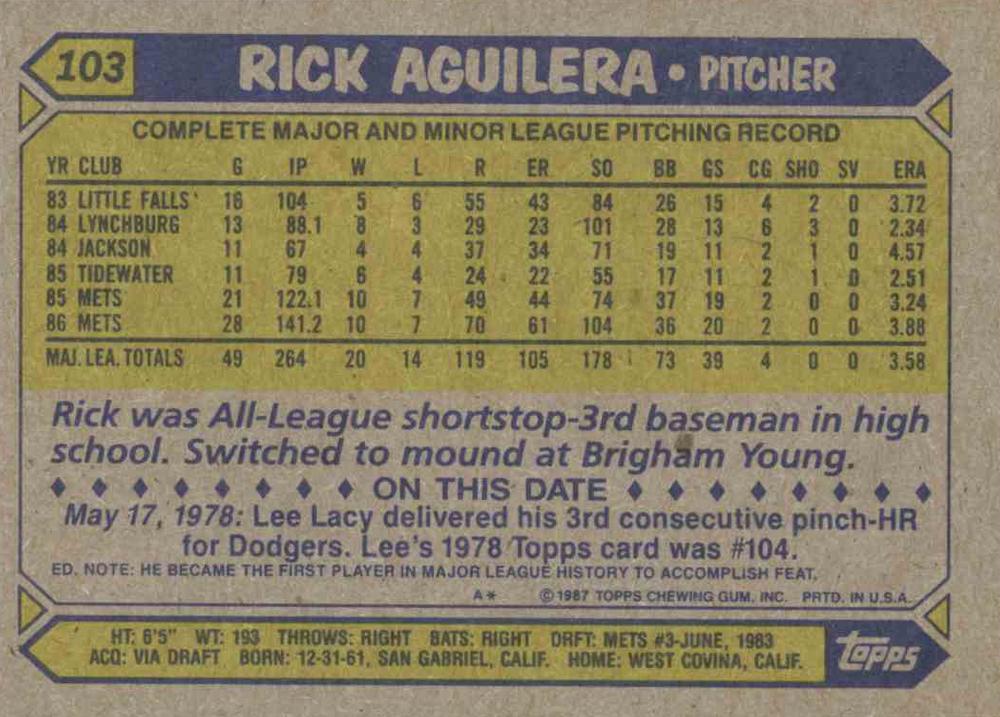 103 RICK AGUILERA • PITCHER
COMPLETE MAJOR AND MINOR LEAGUE PITCHING RECORD
YR CLUB G IP W L R ER SO BB GS CG SHO SV ERA
83 LITTLE FALLS 16 104 5 6 55 43 84 26 15 4 2 0 3.72
84 LYNCHBURG 13 88.1 8 3 29 23 101 28 13 6 3 0 2.34
84 JACKSON 11 67 4 4 37 34 71 19 11 2 1 0 4.57
85 TIDEWATER 11 79 6 4 24 22 55 17 11 2 1 0 2.51
85 METS 21 122.1 10 7 49 44 74 37 19 2 0 0 3.24
86 METS 28 141.2 10 7 70 61 104 36 20 2 0 0 3.88
MAJ. LEA. TOTALS 49 264 20 14 119 105 178 73 39 4 0 0 3.58
Rick was All-League shortstop-3rd baseman in high
school. Switched to mound at Brigham Young.
♦ ♦ ♦ ♦ ♦ ♦ ♦ ♦ ON THIS DATE ♦ ♦ ♦ ♦ ♦ ♦ ♦ ♦
May 17, 1978: Lee Lacy delivered his 3rd consecutive pinch-HR
for Dodgers. Lee's 1978 Topps card was #104.
ED. NOTE: HE BECAME THE FIRST PLAYER IN MAJOR LEAGUE HISTORY TO ACCOMPLISH FEAT.
A* © 1987 TOPPS CHEWING GUM, INC. PRTD. IN U.S.A.
HT: 6'5" WT: 193 THROWS: RIGHT BATS: RIGHT DRFT: METS #3-JUNE, 1983
ACQ: VIA DRAFT BORN: 12-31-61, SAN GABRIEL, CALIF. HOME: WEST COVINA, CALIF.
topps